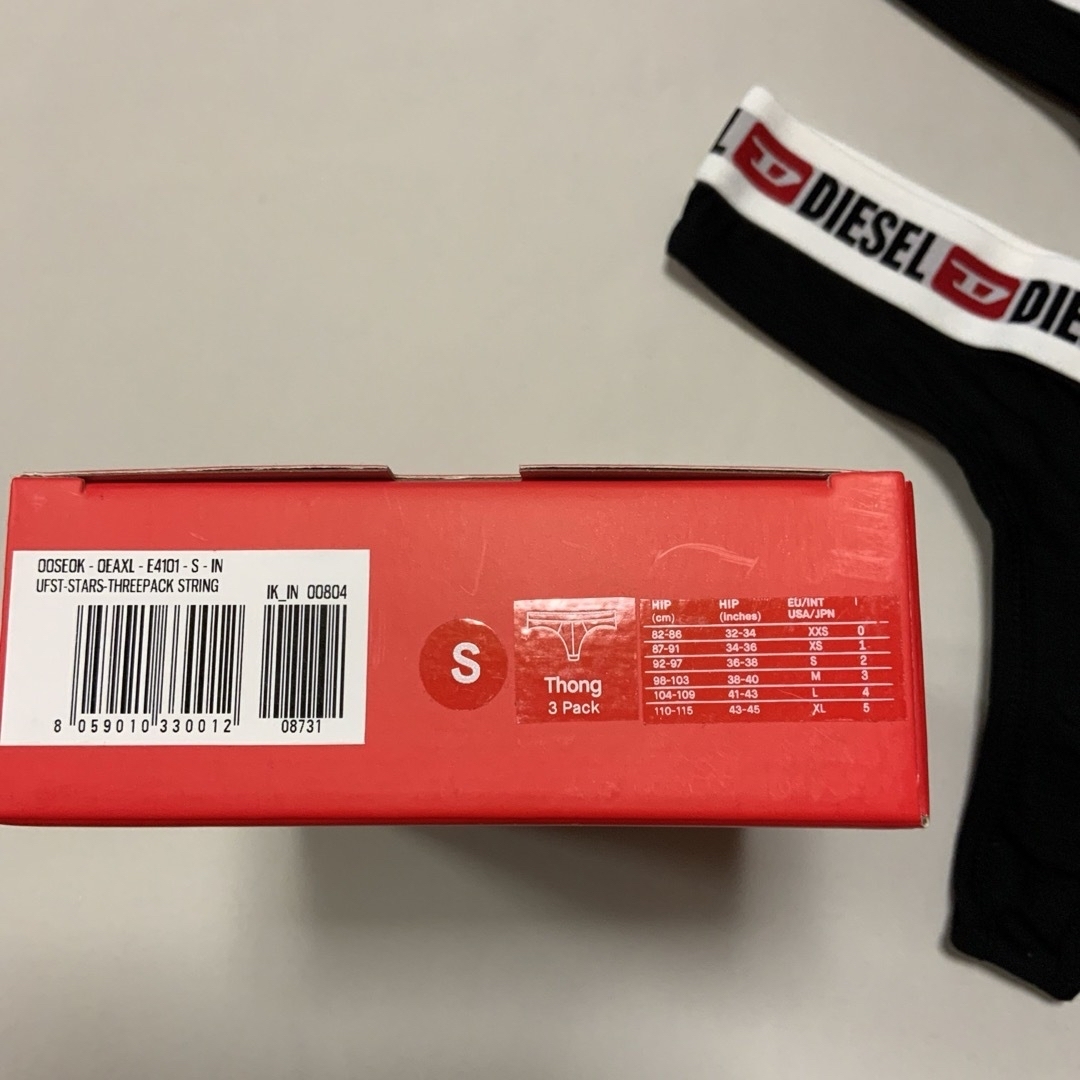 L DIESEL DIE
00SE0K - 0EAXL - E4101 - S - IN
UFST-STARS-THREEPACK STRING
IK_IN 00804
8 059010 330012
08731
S
Thong
3 Pack
HIP (cm) HIP (inches) EU/INT USA/JPN I
82-86 32-34 XXS 0
87-91 34-36 XS 1
92-97 36-38 S 2
98-103 38-40 M 3
104-109 41-43 L 4
110-115 43-45 XL 5